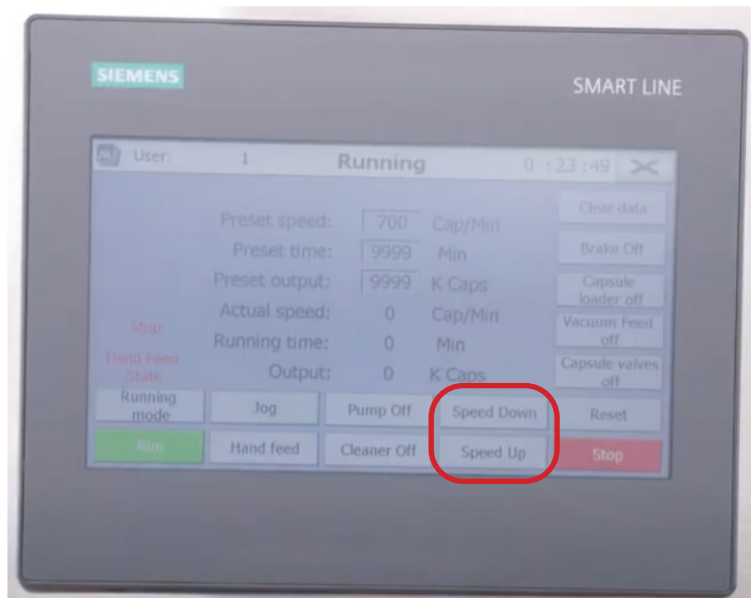 SIEMENS
SMART LINE
User: 1 Running 0 : 23 : 49
Preset speed: 700 Cap/Min
Clear data
Preset time: 9999 Min
Brake Off
Preset output: 9999 K Caps
Capsule
loader off
Actual speed: 0 Cap/Min
Stop
Vacuum Feed
off
Running time: 0 Min
Hand Feed
State
Output: 0 K Caps
Capsule valves
off
Running
mode
Jog
Pump Off
Speed Down
Reset
Run
Hand feed
Cleaner Off
Speed Up
Stop